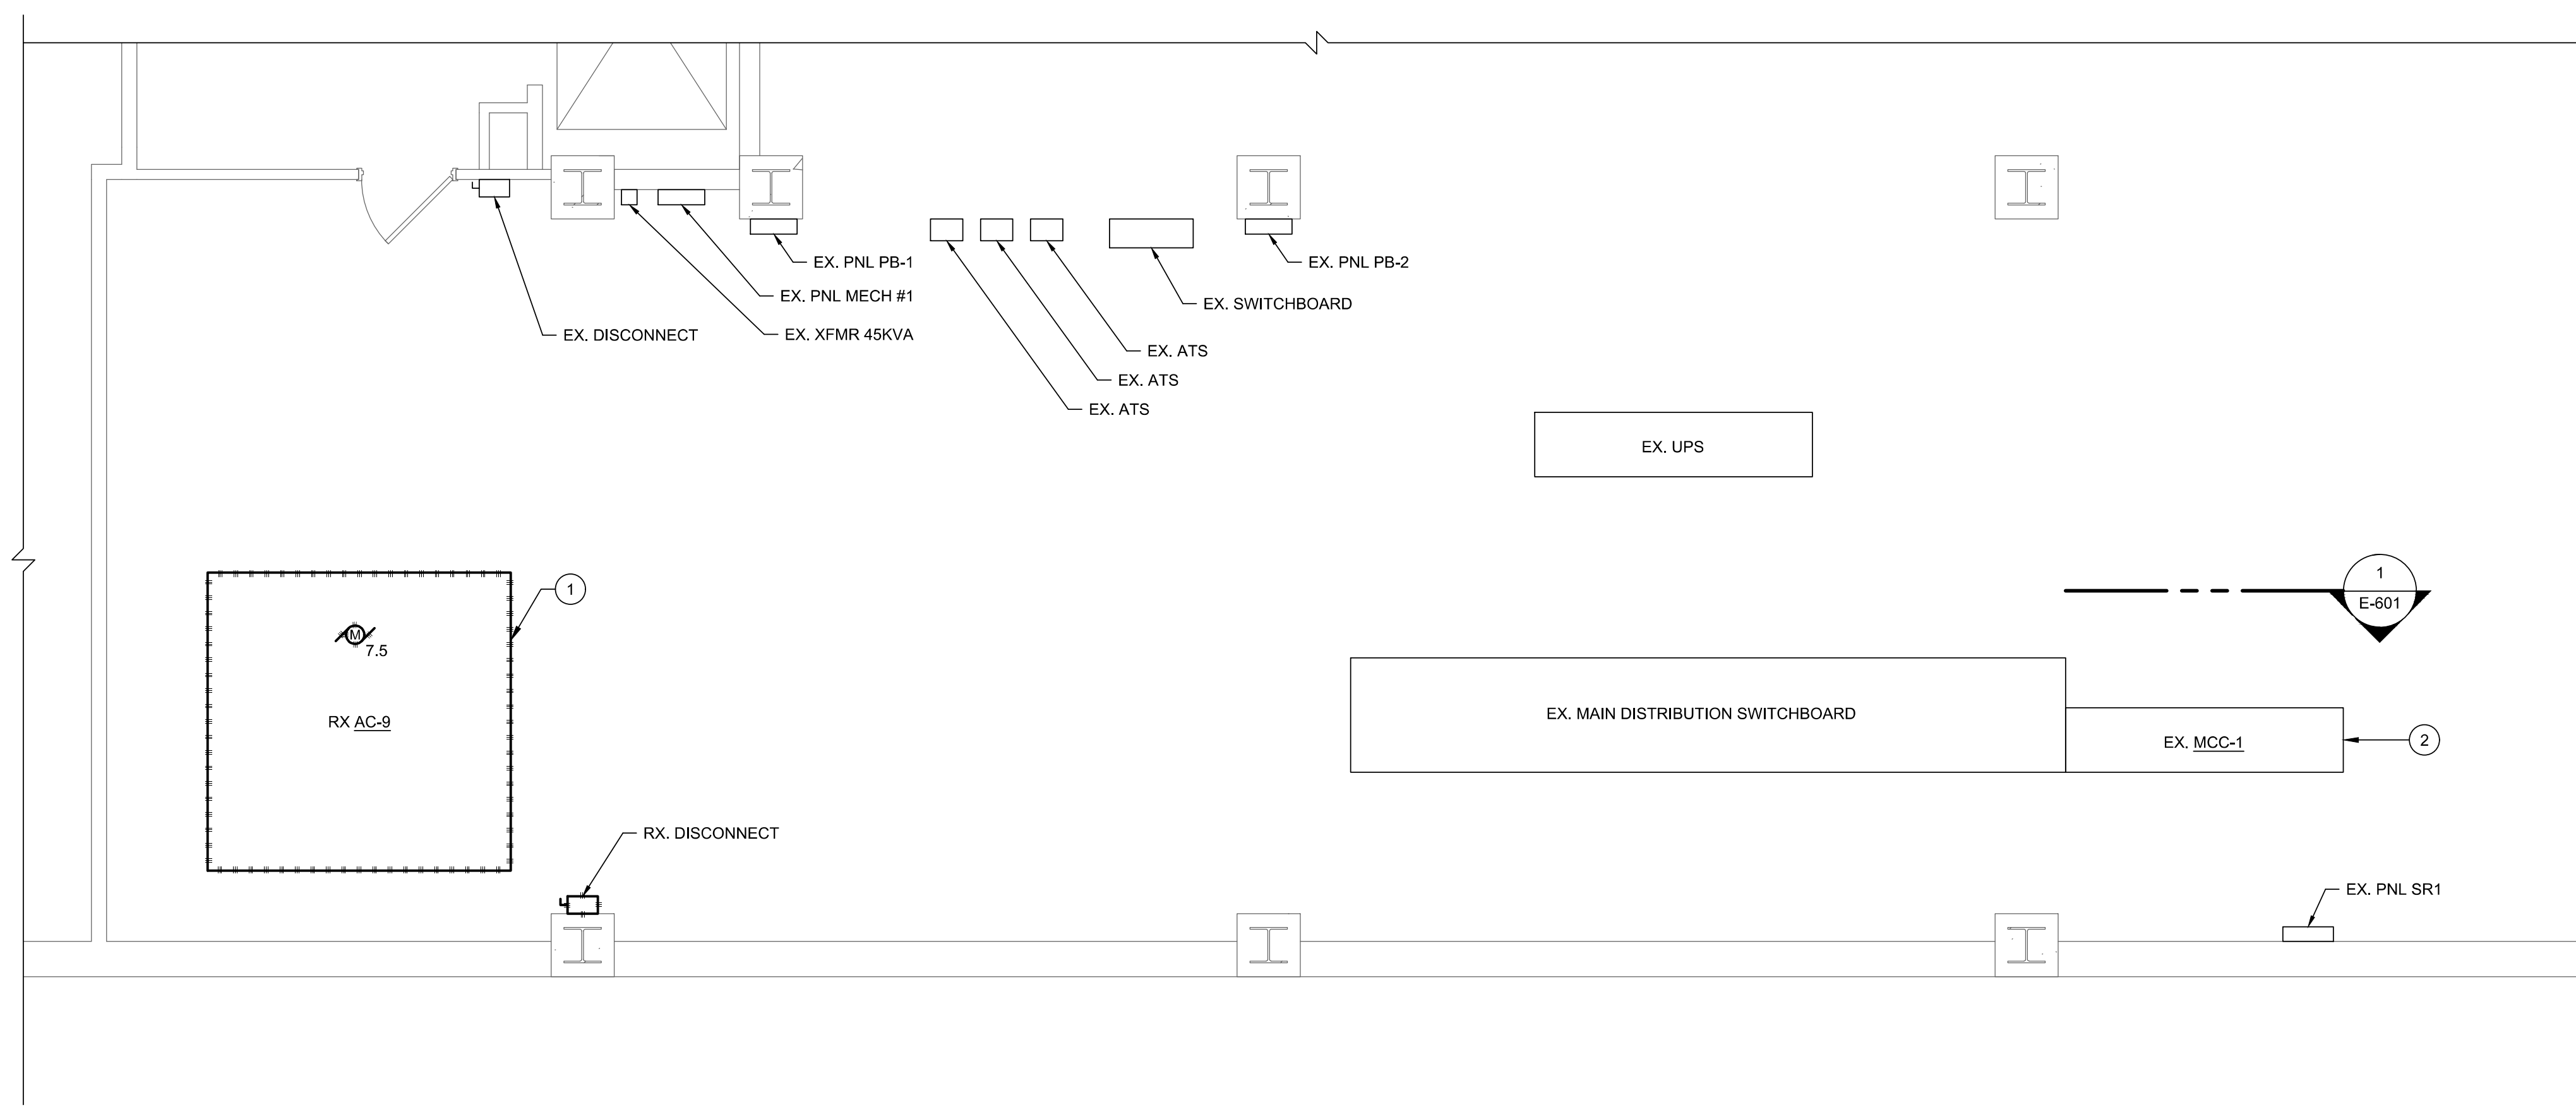 EX. PNL PB-1
EX. PNL PB-2
EX. PNL MECH #1
EX. SWITCHBOARD
EX. DISCONNECT
EX. XFMR 45KVA
EX. ATS
EX. ATS
EX. ATS
EX. UPS
1
1
E-601
M
7.5
RX AC-9
EX. MAIN DISTRIBUTION SWITCHBOARD
EX. MCC-1
2
RX. DISCONNECT
EX. PNL SR1